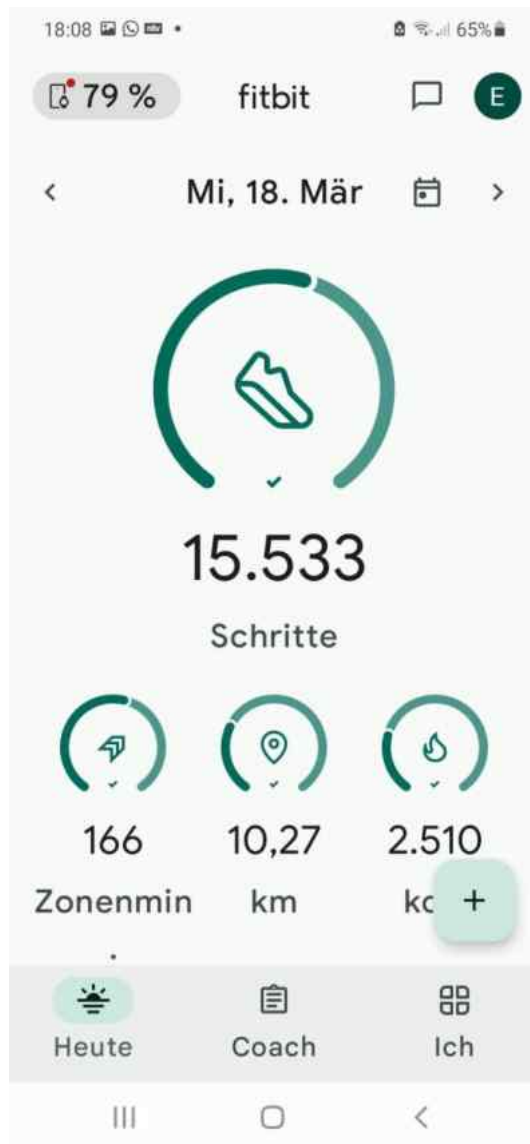 18:08 65%
79 % fitbit E
Mi, 18. Mär
15.533
Schritte
166 10,27 2.510
Zonenmin. km
Heute Coach Ich